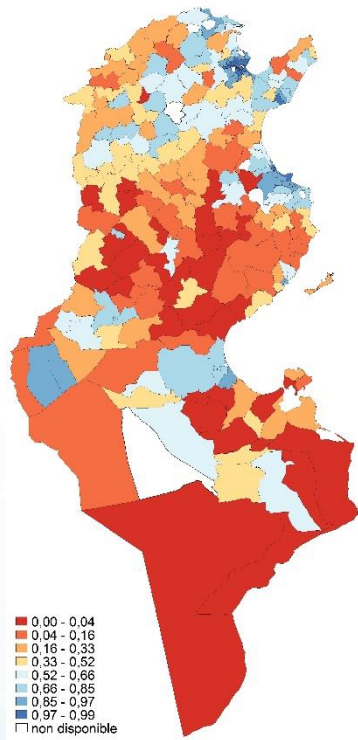 0,00 - 0,04
0,04 - 0,16
0,16 - 0,33
0,33 - 0,52
0,52 - 0,66
0,66 - 0,85
0,85 - 0,97
0,97 - 0,99
non disponible